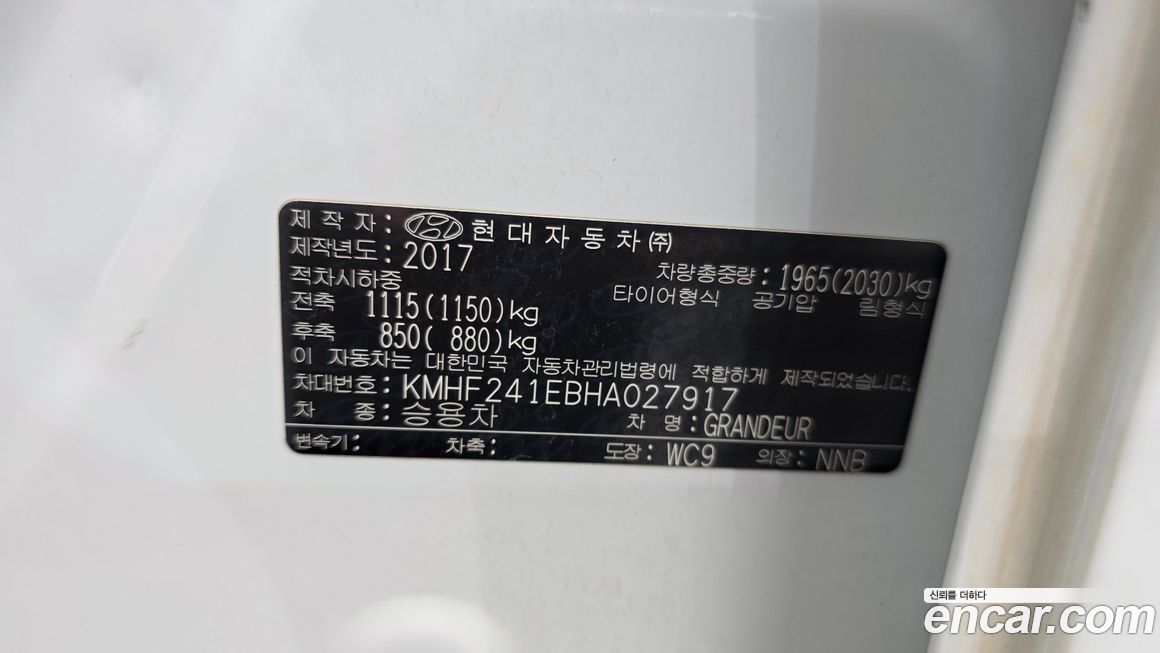 제 작 자 : 현대자동차㈜
제작년도 : 2017
적차시하중 차량총중량 : 1965(2030)kg
전축 1115(1150)kg 타이어형식 공기압 림형식
후축 850( 880)kg
이 자동차는 대한민국 자동차관리법령에 적합하게 제작되었습니다.
차대번호 : KMHF241EBHA027917
차 종 : 승용차 차 명 : GRANDEUR
변속기 : 차축 : 도장 : WC9 의장 : NNB
신뢰를 더하다
encar.com